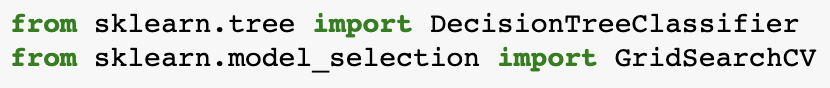 from sklearn.tree import DecisionTreeClassifier
from sklearn.model_selection import GridSearchCV